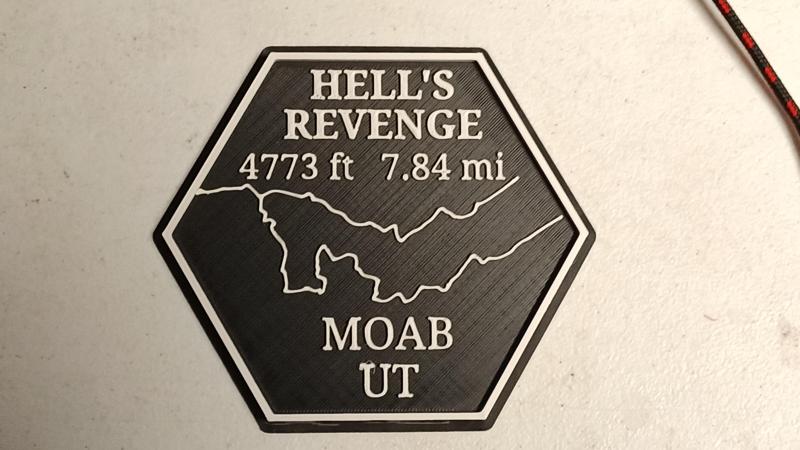 HELL'S
REVENGE
4773 ft 7.84 mi
MOAB
UT